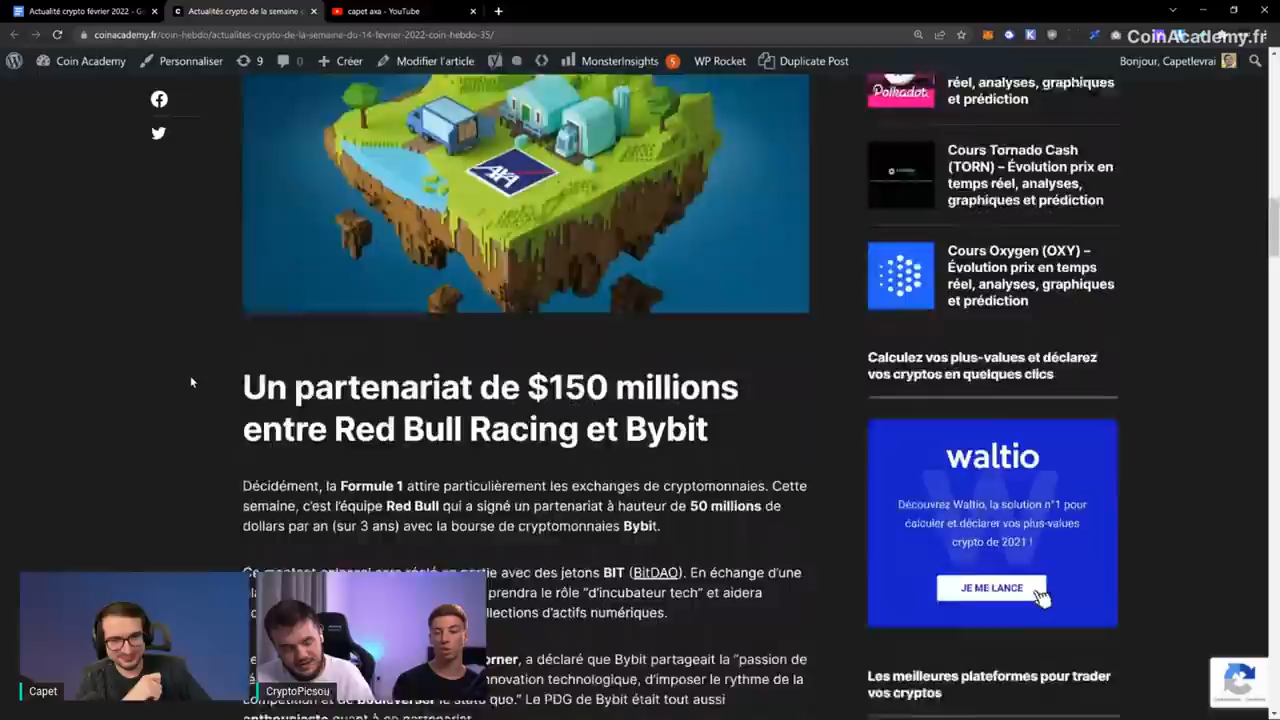 Actualité crypto février 2022 - G
Actualités crypto de la semaine
capet axa - YouTube
coinacademy.fr/coin-hebdo/actualites-crypto-de-la-semaine-du-14-fevrier-2022-coin-hebdo-35/
CoinAcademy.fr
Coin Academy
Personnaliser
9
0
Créer
Modifier l'article
MonsterInsights
5
WP Rocket
Duplicate Post
Bonjour, Capetlevrai
Polkadot
réel, analyses, graphiques
et prédiction
AXA
Cours Tornado Cash
(TORN) – Évolution prix en
temps réel, analyses,
graphiques et prédiction
Cours Oxygen (OXY) –
Évolution prix en temps
réel, analyses, graphiques
et prédiction
Calculez vos plus-values et déclarez
vos cryptos en quelques clics
Un partenariat de $150 millions
entre Red Bull Racing et Bybit
waltio
Découvrez Waltio, la solution n°1 pour
calculer et déclarer vos plus-values
crypto de 2021 !
JE ME LANCE
Décidément, la Formule 1 attire particulièrement les exchanges de cryptomonnaies. Cette
semaine, c'est l'équipe Red Bull qui a signé un partenariat à hauteur de 50 millions de
dollars par an (sur 3 ans) avec la bourse de cryptomonnaies Bybit.
avec des jetons BIT (BitDAO). En échange d'une
prendra le rôle "d'incubateur tech" et aidera
d'actifs numériques.
orner, a déclaré que Bybit partageait la "passion de
technologique, d'imposer le rythme de la
compétition et bouleverser le statu quo." Le PDG de Bybit était tout aussi
enthousiaste quant à ce partenariat.
Les meilleures plateformes pour trader
vos cryptos
Capet
CryptoPicsou